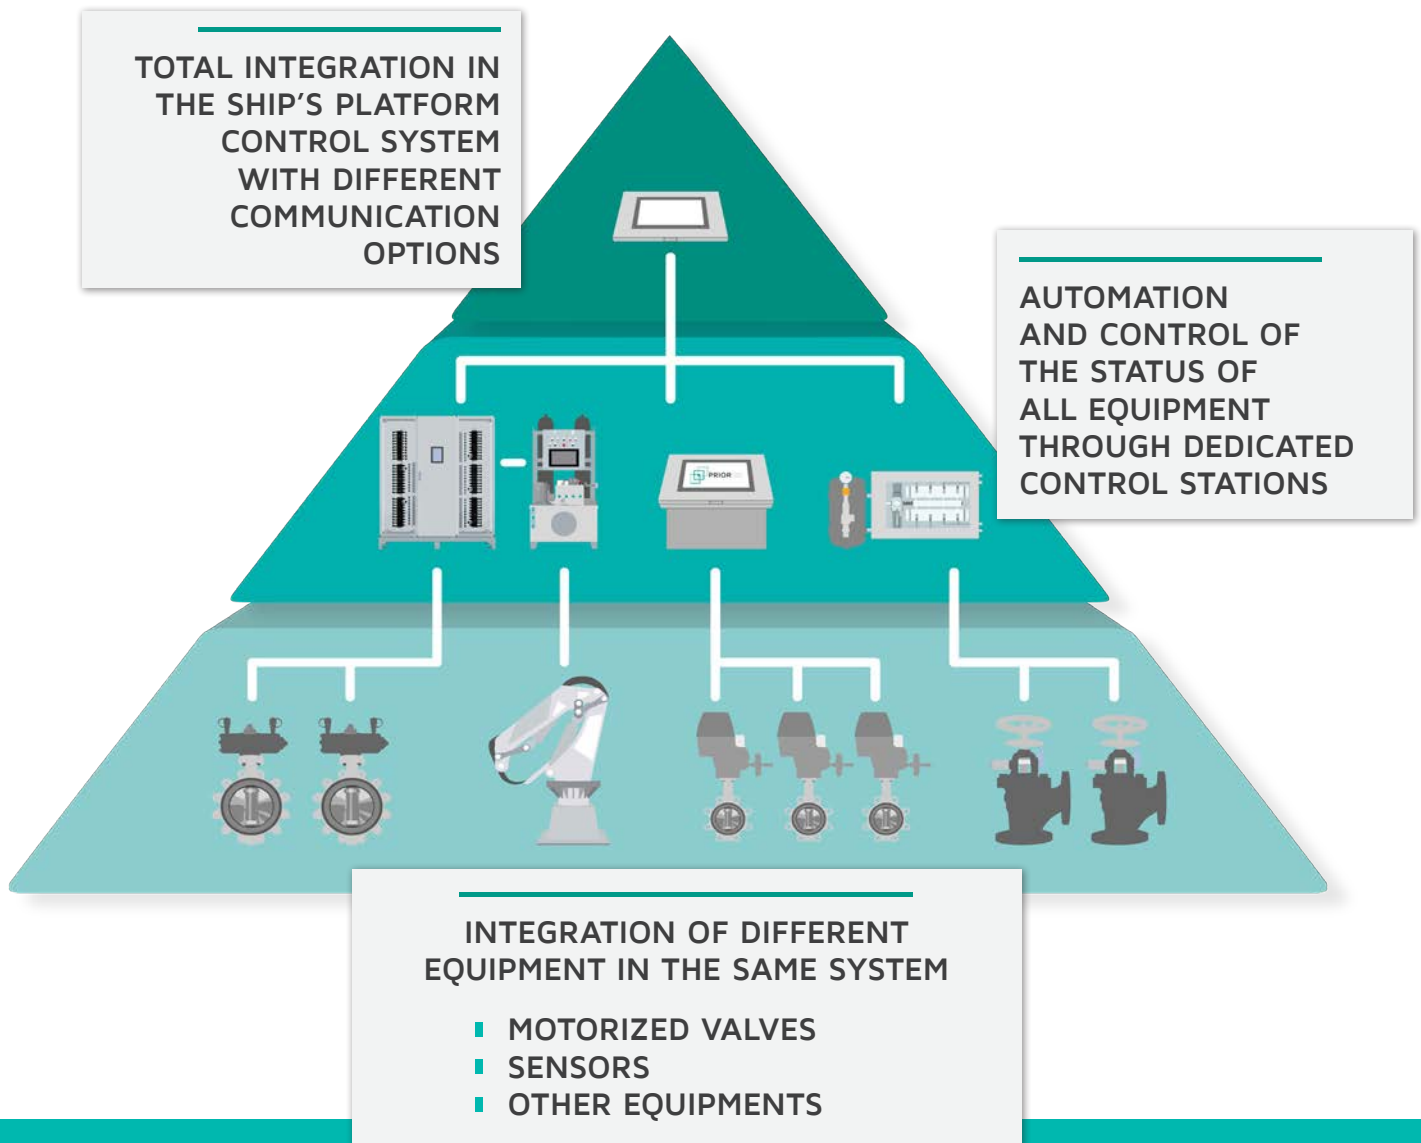 TOTAL INTEGRATION IN
THE SHIP'S PLATFORM
CONTROL SYSTEM
WITH DIFFERENT
COMMUNICATION
OPTIONS
AUTOMATION
AND CONTROL OF
THE STATUS OF
ALL EQUIPMENT
THROUGH DEDICATED
CONTROL STATIONS
PRIOR
INTEGRATION OF DIFFERENT
EQUIPMENT IN THE SAME SYSTEM
MOTORIZED VALVES
SENSORS
OTHER EQUIPMENTS